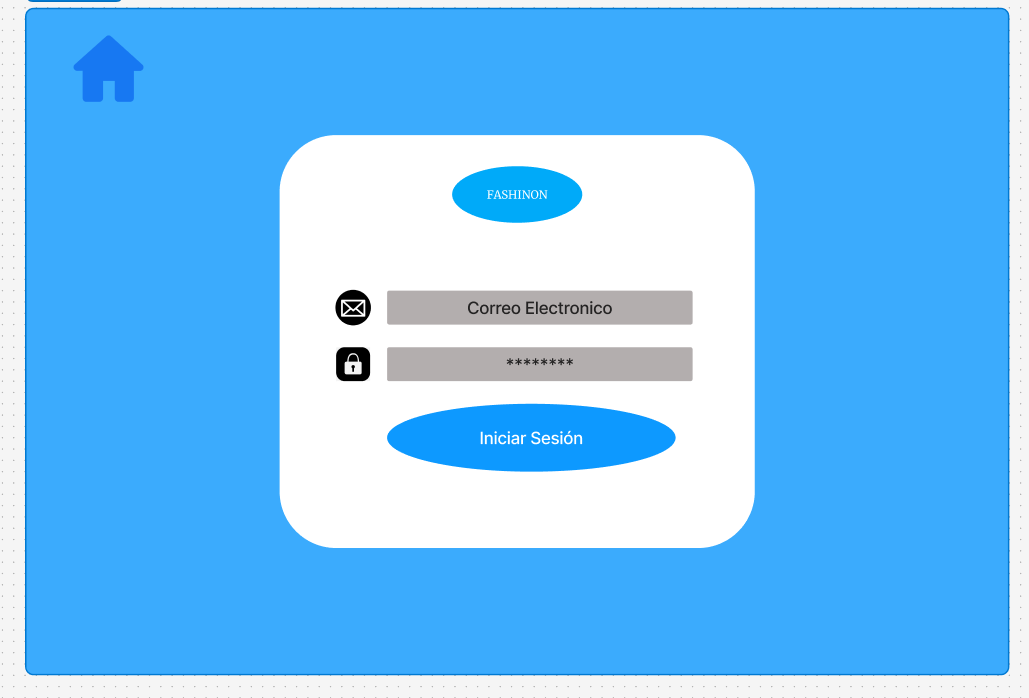 FASHINON
Correo Electronico
********
Iniciar Sesión